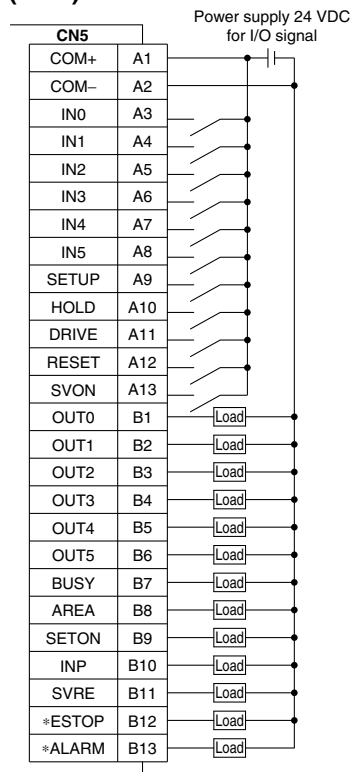 Power supply 24 VDC
for I/O signal
CN5
COM+ A1
COM− A2
IN0 A3
IN1 A4
IN2 A5
IN3 A6
IN4 A7
IN5 A8
SETUP A9
HOLD A10
DRIVE A11
RESET A12
SVON A13
OUT0 B1 Load
OUT1 B2 Load
OUT2 B3 Load
OUT3 B4 Load
OUT4 B5 Load
OUT5 B6 Load
BUSY B7 Load
AREA B8 Load
SETON B9 Load
INP B10 Load
SVRE B11 Load
∗ESTOP B12 Load
∗ALARM B13 Load